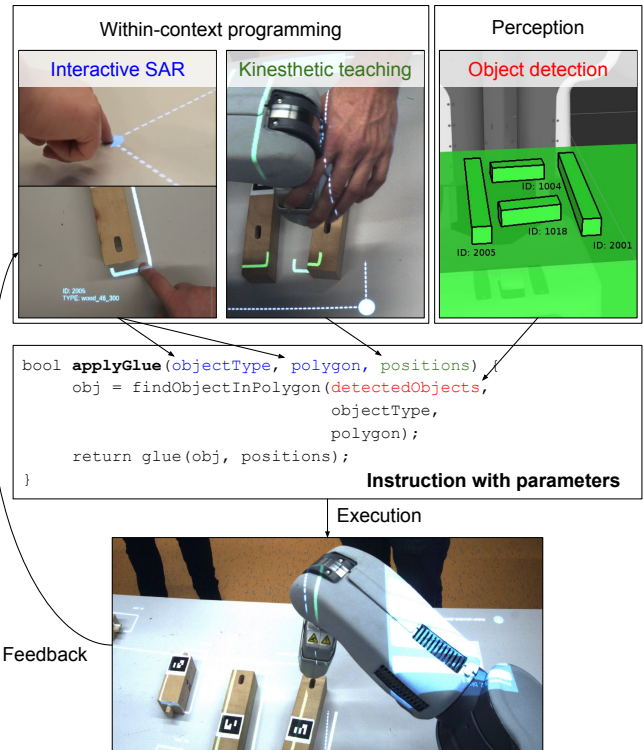 Within-context programming
Perception
Interactive SAR
Kinesthetic teaching
Object detection
ID: 2005
TYPE: wood_46_300
ID: 1004
ID: 1018
ID: 2005
ID: 2001
bool applyGlue(objectType, polygon, positions) {
obj = findObjectInPolygon(detectedObjects,
objectType,
polygon);
return glue(obj, positions);
}
Instruction with parameters
Execution
Feedback